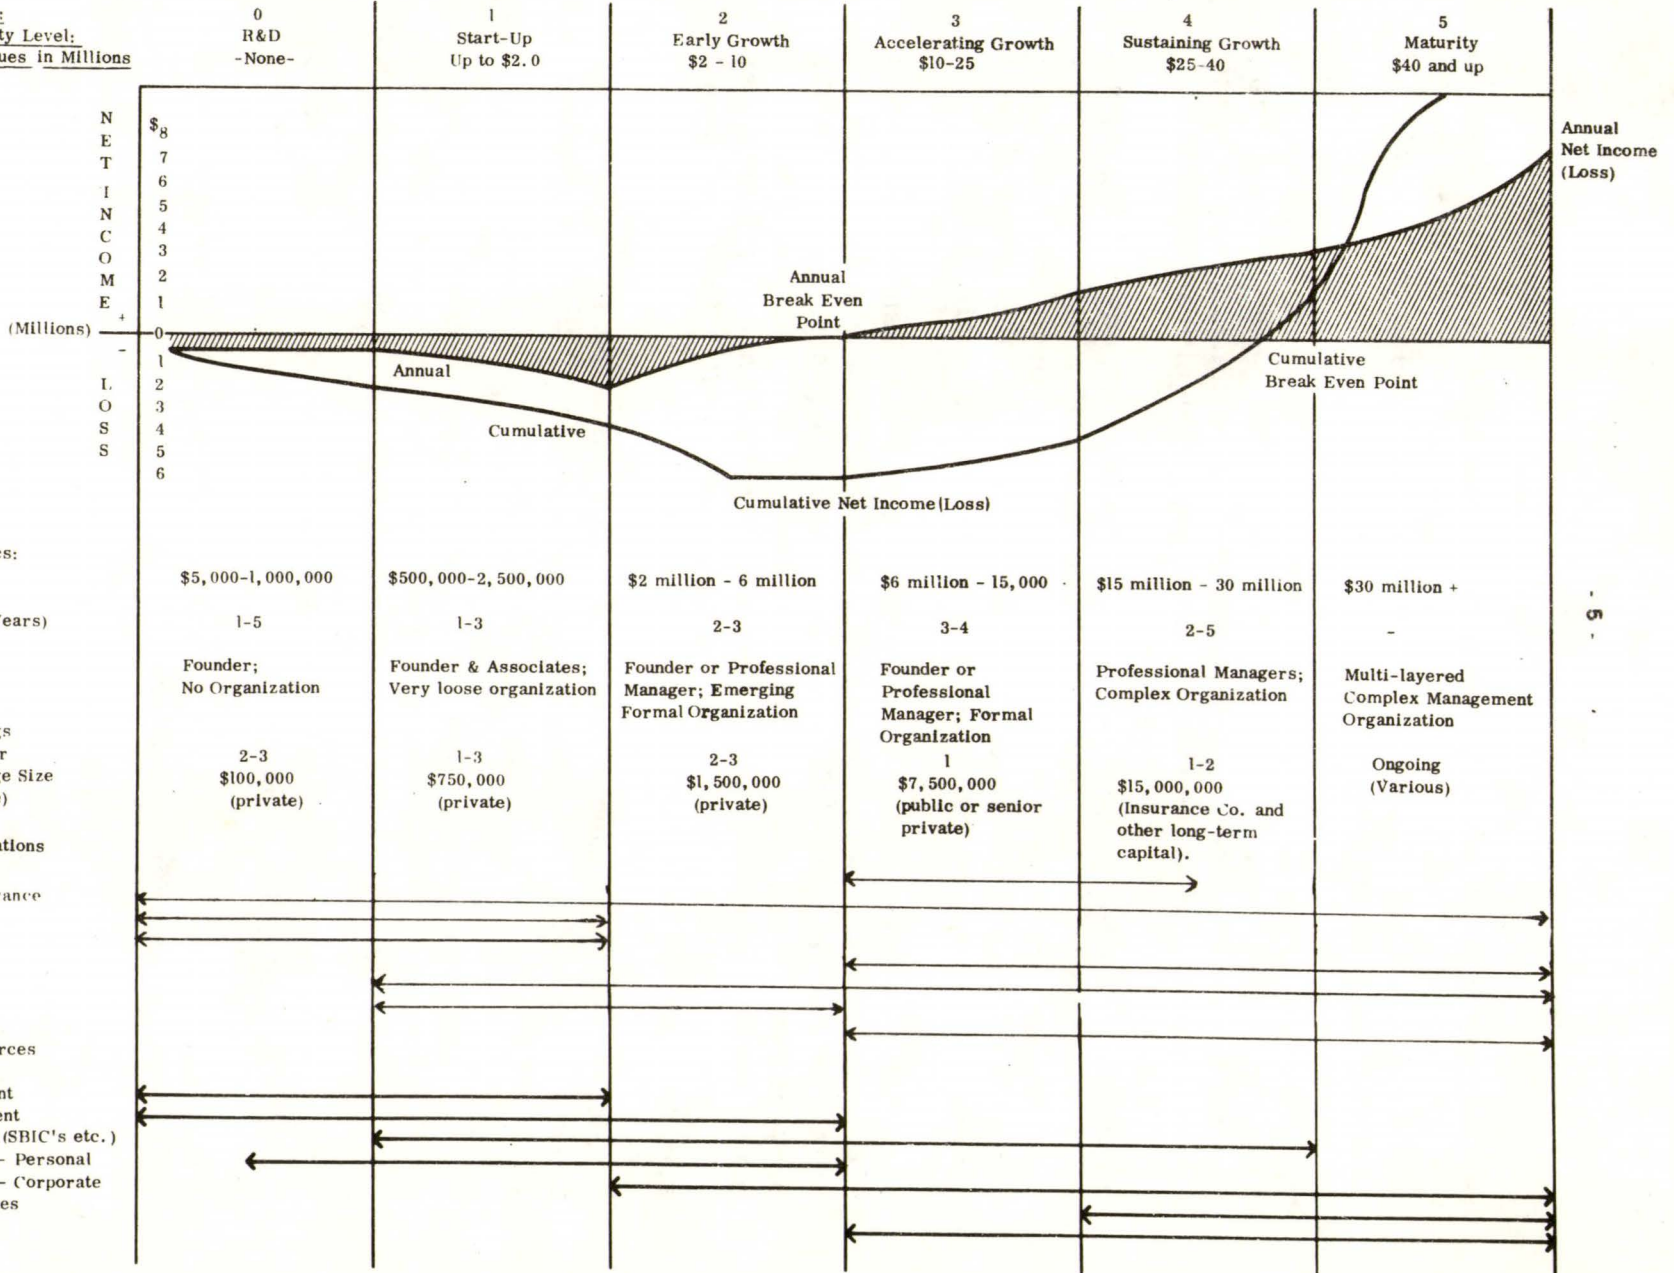 0
R&D
-None-
1
Start-Up
Up to $2.0
2
Early Growth
$2 - 10
3
Accelerating Growth
$10-25
4
Sustaining Growth
$25-40
5
Maturity
$40 and up
ty Level:
ues in Millions
NET INCOME
+
(Millions)
-
LOSS
$8
7
6
5
4
3
2
1
0
1
2
3
4
5
6
Annual
Net Income
(Loss)
Annual
Break Even
Point
Annual
Cumulative
Cumulative
Break Even Point
Cumulative Net Income (Loss)
- 5 -
s:
$5,000-1,000,000
$500,000-2,500,000
$2 million - 6 million
$6 million - 15,000
$15 million - 30 million
$30 million +
ears)
1-5
1-3
2-3
3-4
2-5
-
Founder;
No Organization
Founder & Associates;
Very loose organization
Founder or Professional
Manager; Emerging
Formal Organization
Founder or
Professional
Manager; Formal
Organization
Professional Managers;
Complex Organization
Multi-layered
Complex Management
Organization
s
r
e Size
)
2-3
$100,000
(private)
1-3
$750,000
(private)
2-3
$1,500,000
(private)
1
$7,500,000
(public or senior
private)
1-2
$15,000,000
(Insurance Co. and
other long-term
capital).
Ongoing
(Various)
ations
ance
rces
nt
ent
(SBIC's etc.)
- Personal
- Corporate
es